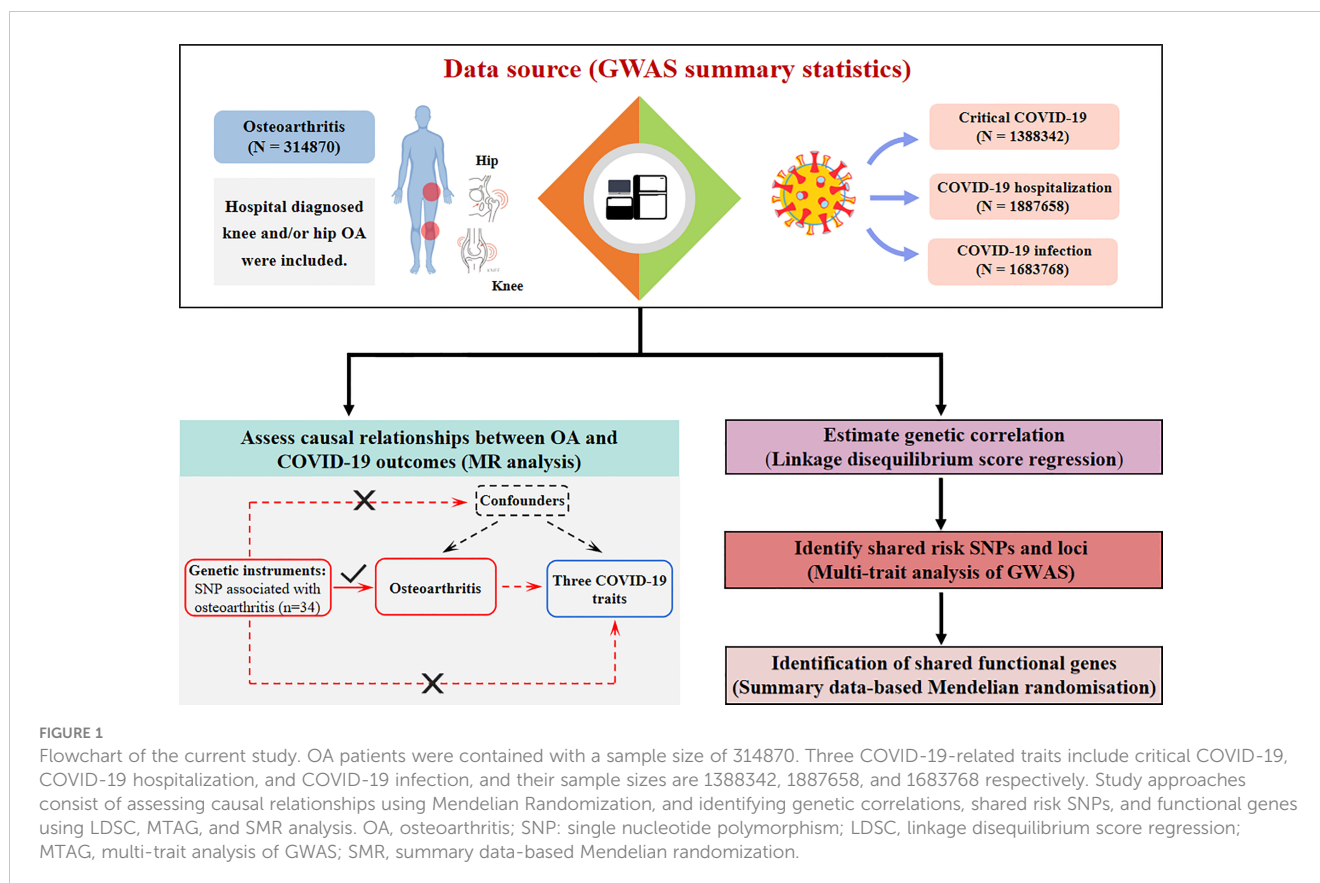 Data source (GWAS summary statistics)
Osteoarthritis
(N = 314870)
Hospital diagnosed
knee and/or hip OA
were included.
Hip
Knee
Critical COVID-19
(N = 1388342)
COVID-19 hospitalization
(N = 1887658)
COVID-19 infection
(N = 1683768)
Assess causal relationships between OA and
COVID-19 outcomes (MR analysis)
Confounders
Genetic instruments:
SNP associated with
osteoarthritis (n=34)
Osteoarthritis
Three COVID-19
traits
Estimate genetic correlation
(Linkage disequilibrium score regression)
Identify shared risk SNPs and loci
(Multi-trait analysis of GWAS)
Identification of shared functional genes
(Summary data-based Mendelian randomisation)
FIGURE 1
Flowchart of the current study. OA patients were contained with a sample size of 314870. Three COVID-19-related traits include critical COVID-19,
COVID-19 hospitalization, and COVID-19 infection, and their sample sizes are 1388342, 1887658, and 1683768 respectively. Study approaches
consist of assessing causal relationships using Mendelian Randomization, and identifying genetic correlations, shared risk SNPs, and functional genes
using LDSC, MTAG, and SMR analysis. OA, osteoarthritis; SNP: single nucleotide polymorphism; LDSC, linkage disequilibrium score regression;
MTAG, multi-trait analysis of GWAS; SMR, summary data-based Mendelian randomization.